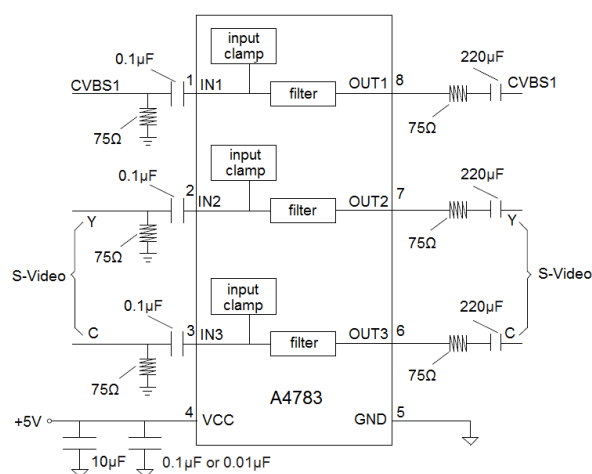 input
clamp
0.1µF
220µF
CVBS1
1
IN1
OUT1
8
CVBS1
filter
75Ω
75Ω
input
clamp
0.1µF
220µF
2
IN2
OUT2
7
Y
Y
filter
75Ω
75Ω
S-Video
S-Video
input
clamp
0.1µF
220µF
C
3
IN3
OUT3
6
C
filter
75Ω
75Ω
A4783
+5V
4
VCC
GND
5
10µF
0.1µF or 0.01µF